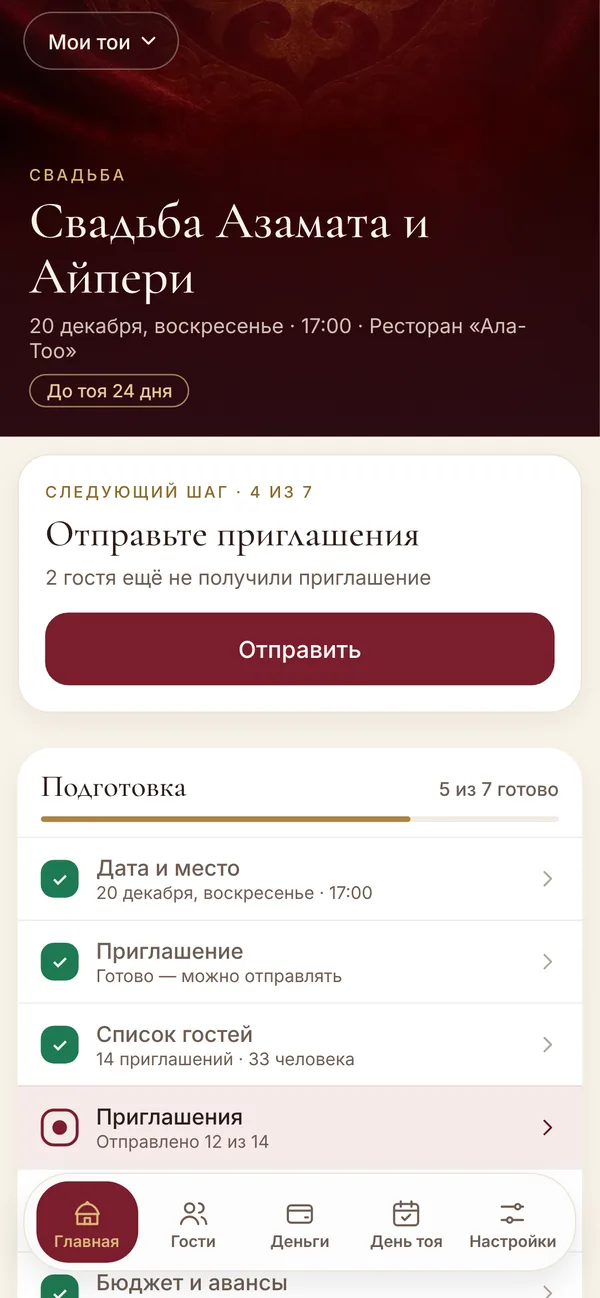 Мои тои
СВАДЬБА
Свадьба Азамата и
Айпери
20 декабря, воскресенье · 17:00 · Ресторан «Ала-
Тоо»
До тоя 24 дня
СЛЕДУЮЩИЙ ШАГ · 4 ИЗ 7
Отправьте приглашения
2 гостя ещё не получили приглашение
Отправить
Подготовка
5 из 7 готово
Дата и место
20 декабря, воскресенье · 17:00
Приглашение
Готово — можно отправлять
Список гостей
14 приглашений · 33 человека
Приглашения
Отправлено 12 из 14
Главная
Гости
Деньги
День тоя
Настройки
Бюджет и авансы